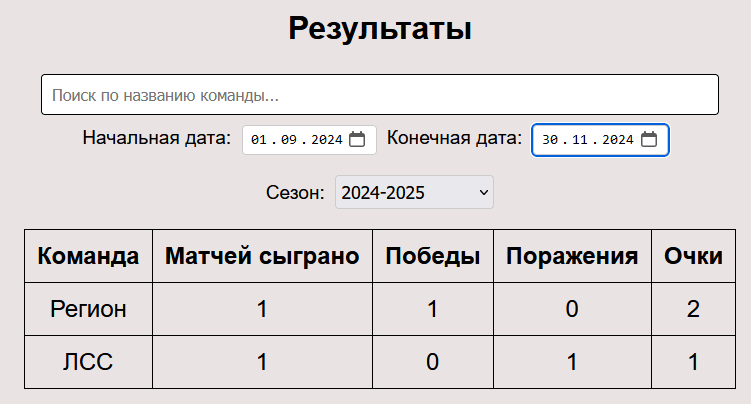 Результаты
Поиск по названию команды...
Начальная дата: 01.09.2024 Конечная дата: 30.11.2024
Сезон: 2024-2025
Команда Матчей сыграно Победы Поражения Очки
Регион 1 1 0 2
ЛСС 1 0 1 1